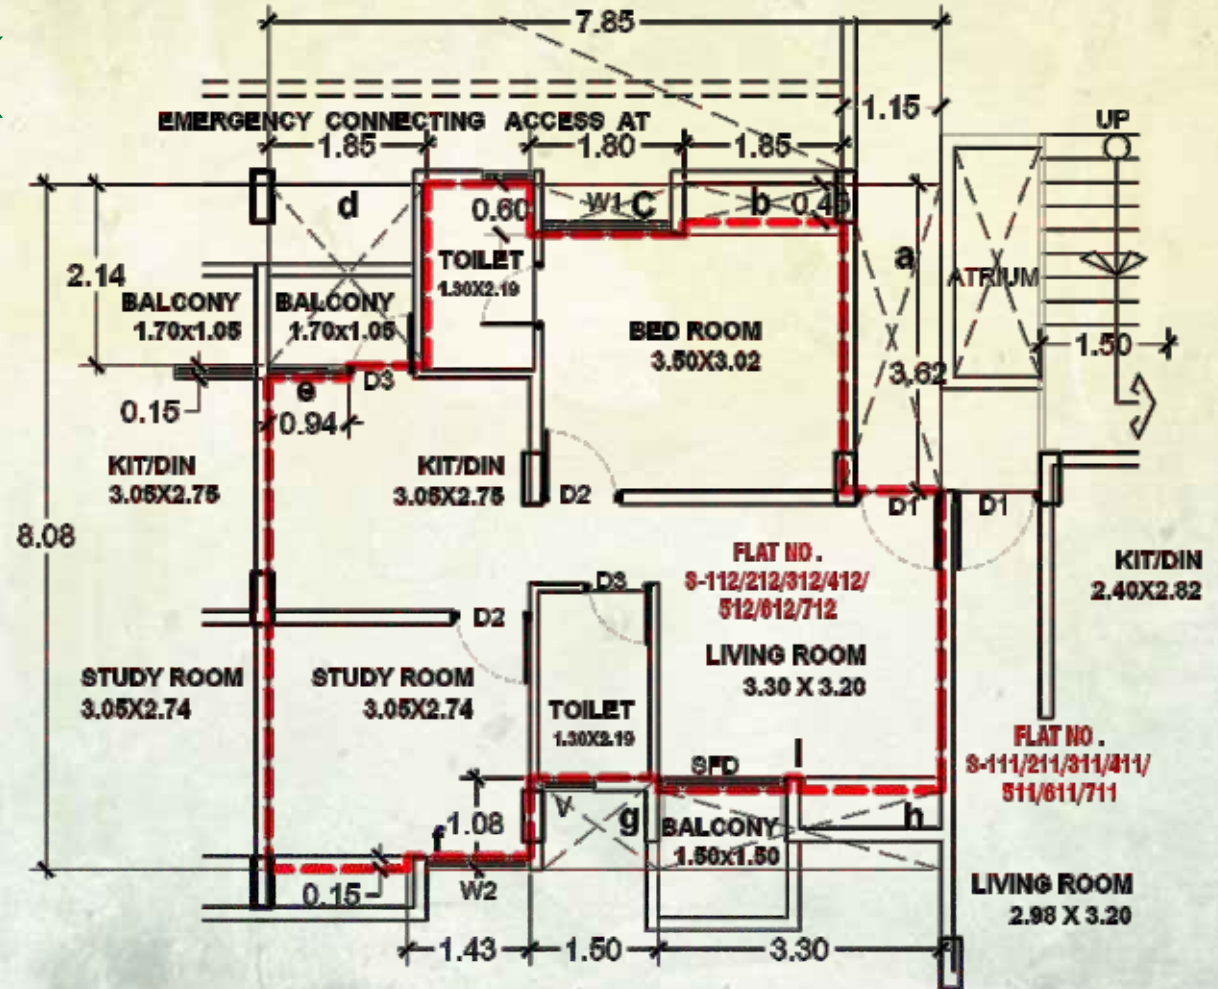 7.85
1.15
EMERGENCY CONNECTING ACCESS AT
UP
1.85
1.80
1.85
d
0.60
W1
C
b
0.45
a
ATRIUM
2.14
TOILET
1.30X2.19
BALCONY
1.70x1.05
BALCONY
1.70x1.05
BED ROOM
3.50X3.02
1.50
3.62
e
D3
0.15
0.94
KIT/DIN
3.05X2.75
KIT/DIN
3.05X2.75
D2
D1
D1
8.08
FLAT NO.
S-112/212/312/412/
512/612/712
KIT/DIN
2.40X2.82
D3
D2
LIVING ROOM
3.30 X 3.20
STUDY ROOM
3.05X2.74
STUDY ROOM
3.05X2.74
TOILET
1.30X2.19
FLAT NO.
S-111/211/311/411/
511/611/711
SFD
i
f
1.08
V
g
BALCONY
1.50x1.50
h
0.15
W2
LIVING ROOM
2.98 X 3.20
1.43
1.50
3.30